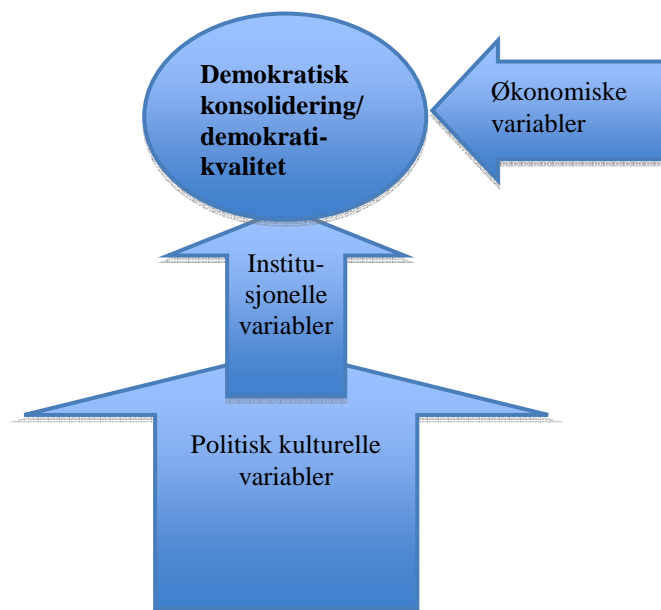 Demokratisk
konsolidering/
demokrati-
kvalitet
Økonomiske
variabler
Institu-
sjonelle
variabler
Politisk kulturelle
variabler